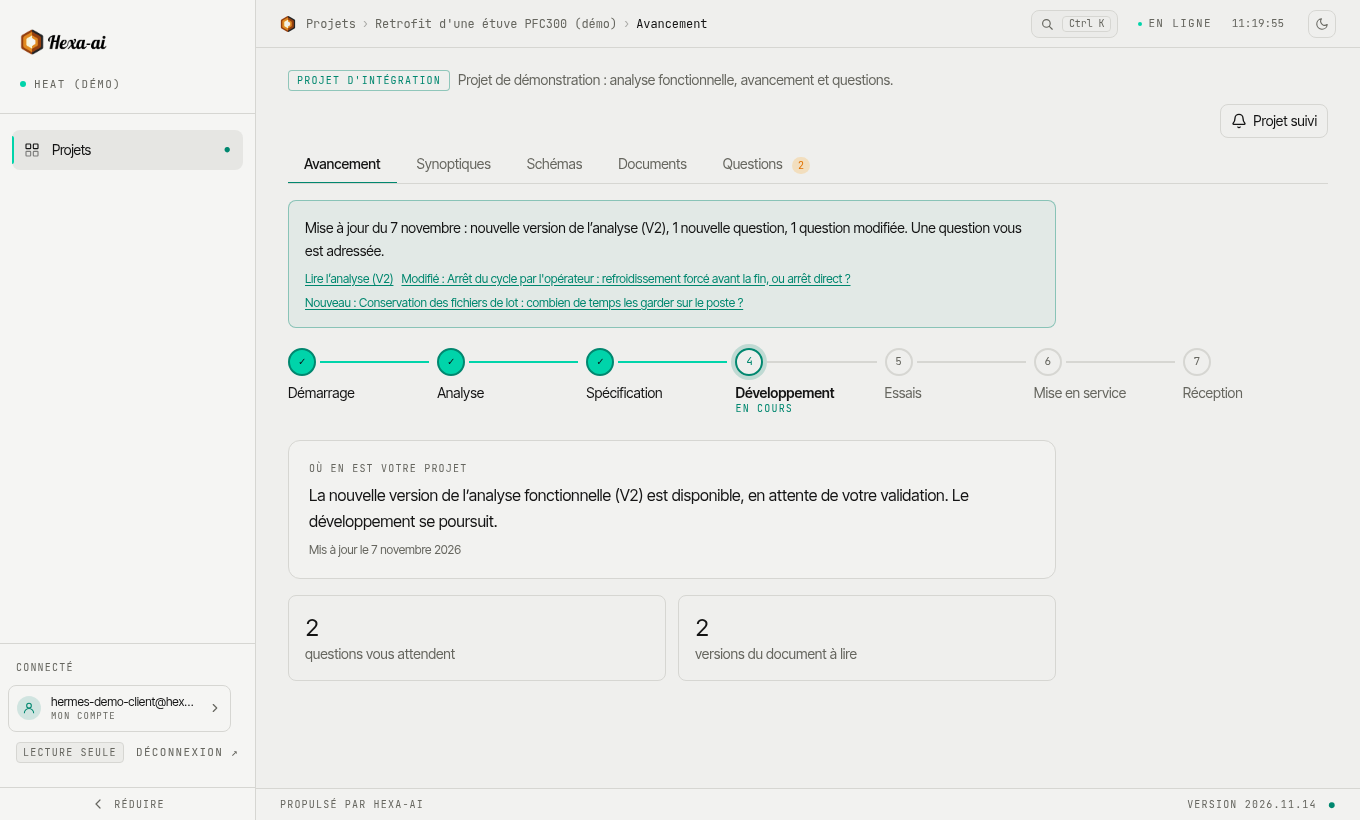 Hexa-ai
HEAT (DÉMO)
Projets
CONNECTÉ
hermes-demo-client@hex…
MON COMPTE
LECTURE SEULE
DÉCONNEXION ↗
RÉDUIRE
Projets › Retrofit d'une étuve PFC300 (démo) › Avancement
Ctrl K
EN LIGNE
11:19:55
PROJET D'INTÉGRATION
Projet de démonstration : analyse fonctionnelle, avancement et questions.
Projet suivi
Avancement
Synoptiques
Schémas
Documents
Questions 2
Mise à jour du 7 novembre : nouvelle version de l’analyse (V2), 1 nouvelle question, 1 question modifiée. Une question vous
est adressée.
Lire l’analyse (V2) Modifié : Arrêt du cycle par l'opérateur : refroidissement forcé avant la fin, ou arrêt direct ?
Nouveau : Conservation des fichiers de lot : combien de temps les garder sur le poste ?
✓ ✓ ✓ 4 5 6 7
Démarrage
Analyse
Spécification
Développement
EN COURS
Essais
Mise en service
Réception
OÙ EN EST VOTRE PROJET
La nouvelle version de l’analyse fonctionnelle (V2) est disponible, en attente de votre validation. Le
développement se poursuit.
Mis à jour le 7 novembre 2026
2
questions vous attendent
2
versions du document à lire
PROPULSÉ PAR HEXA-AI
VERSION 2026.11.14